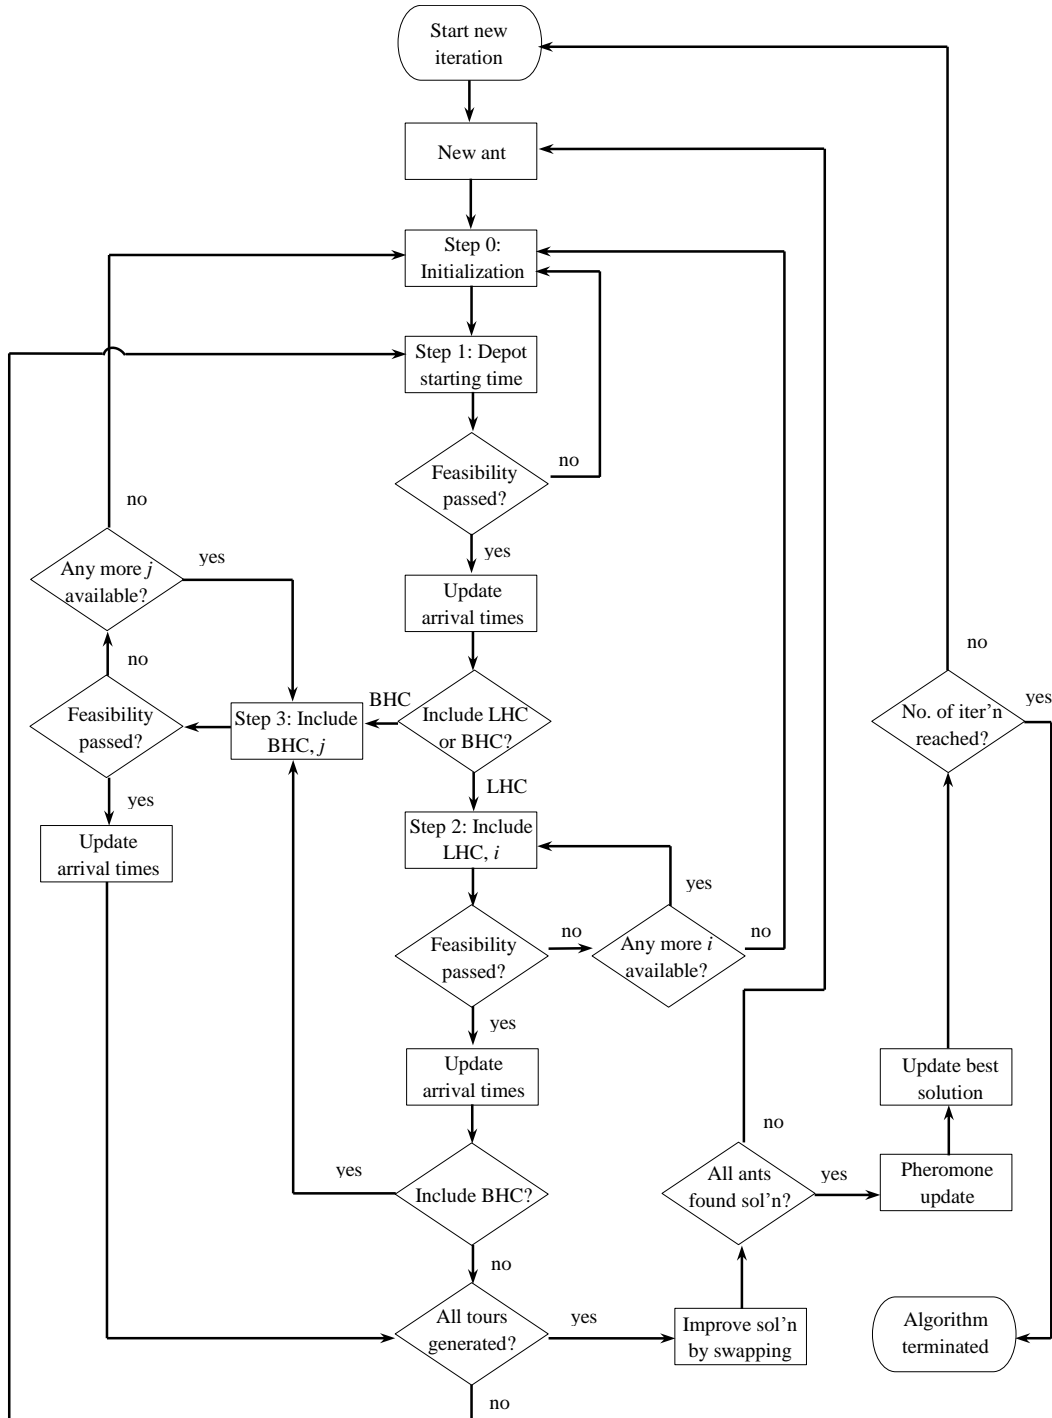 Start new
iteration
New ant
Step 0:
Initialization
Step 1: Depot
starting time
Feasibility
passed?
no
yes
Update
arrival times
Include LHC
or BHC?
BHC
LHC
Step 3: Include
BHC, j
Feasibility
passed?
no
yes
Any more j
available?
no
yes
Update
arrival times
Step 2: Include
LHC, i
Feasibility
passed?
no
yes
Any more i
available?
yes
no
Update
arrival times
Include BHC?
yes
no
All tours
generated?
yes
no
Improve sol'n
by swapping
All ants
found sol'n?
no
yes
Pheromone
update
Update best
solution
No. of iter'n
reached?
no
yes
Algorithm
terminated